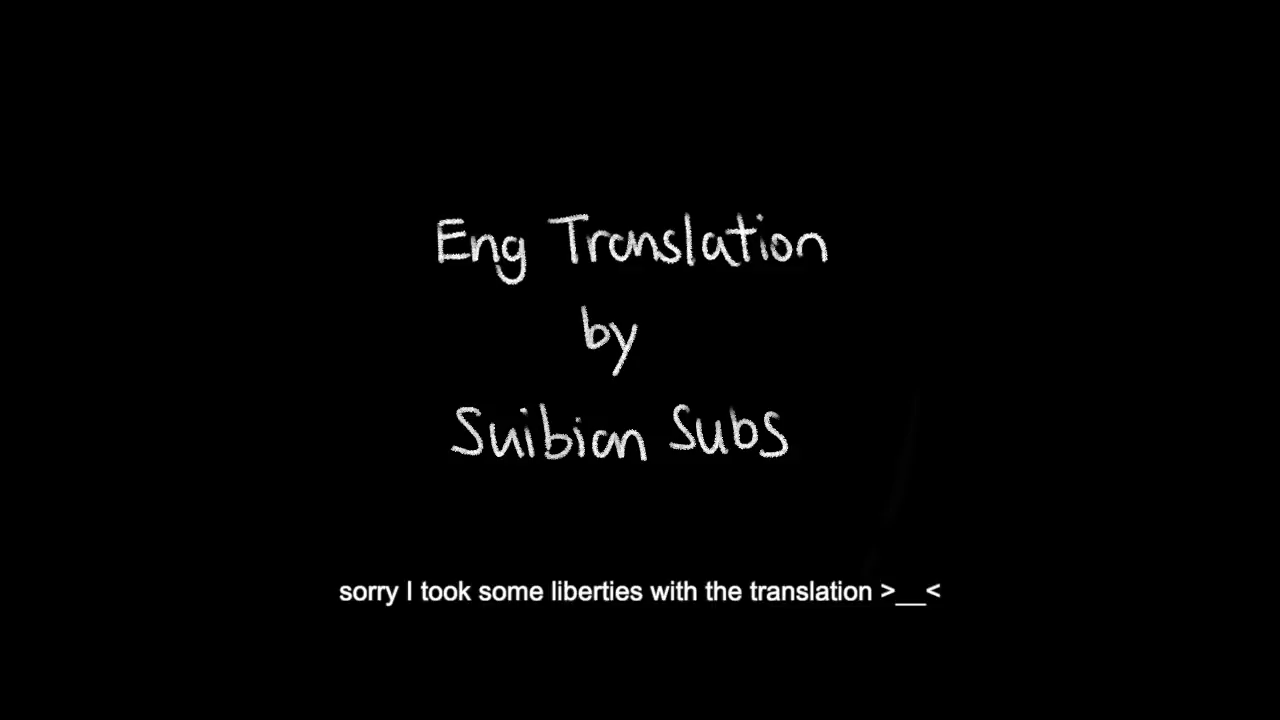 Eng Translation
by
Suibian Subs
sorry I took some liberties with the translation >__<